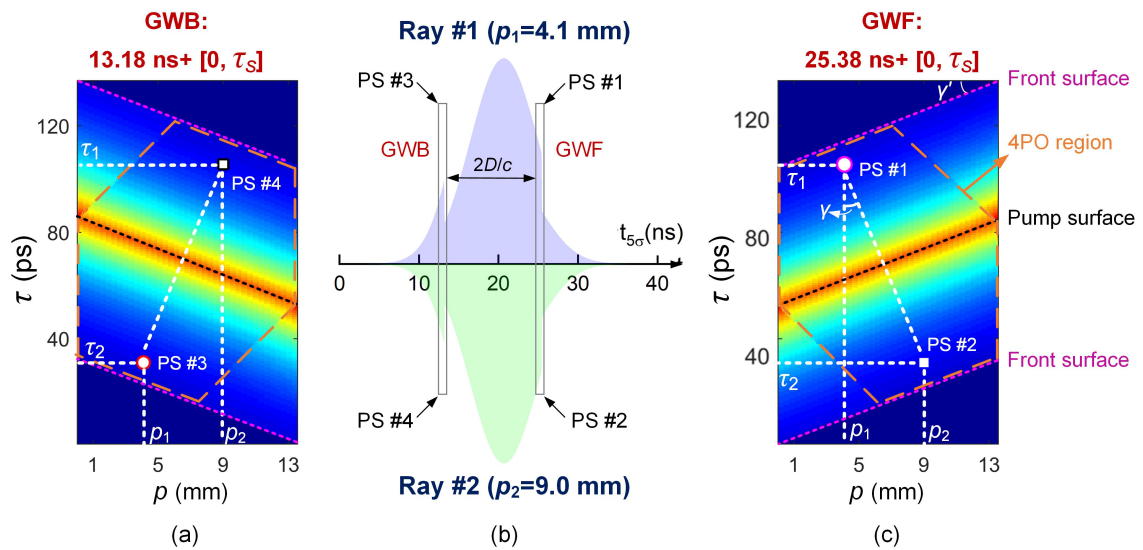 GWB:
13.18 ns+ [0, τS]
τ (ps)
120
80
40
τ1
τ2
PS #4
PS #3
p1
p2
1
5
9
13
p (mm)
(a)
Ray #1 (p1=4.1 mm)
PS #3
PS #1
GWB
GWF
2D/c
t5σ(ns)
0
10
20
30
40
PS #4
PS #2
Ray #2 (p2=9.0 mm)
(b)
GWF:
25.38 ns+ [0, τS]
τ (ps)
120
80
40
τ1
τ2
PS #1
γ
PS #2
γ'
p1
p2
1
5
9
13
p (mm)
(c)
Front surface
4PO region
Pump surface
Front surface